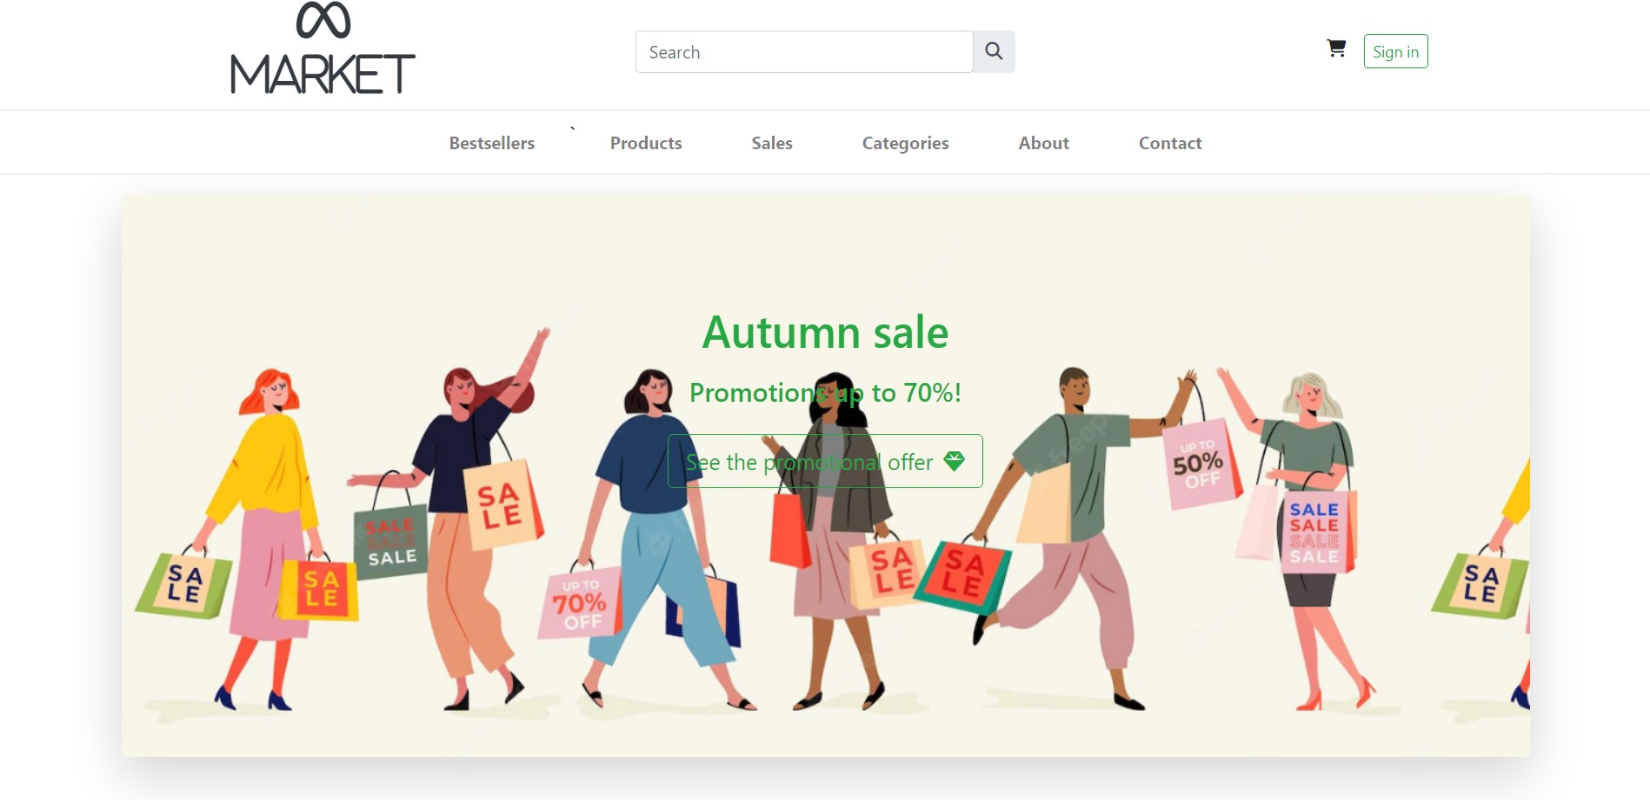 MARKET
Search
Sign in
Bestsellers
`
Products
Sales
Categories
About
Contact
Autumn sale
Promotions up to 70%!
See the promotional offer
SA
LE
SA
LE
SALE
SALE
SALE
SA
LE
UP TO
70%
OFF
SA
LE
SA
LE
UP TO
50%
OFF
SALE
SALE
SALE
SALE
SA
LE